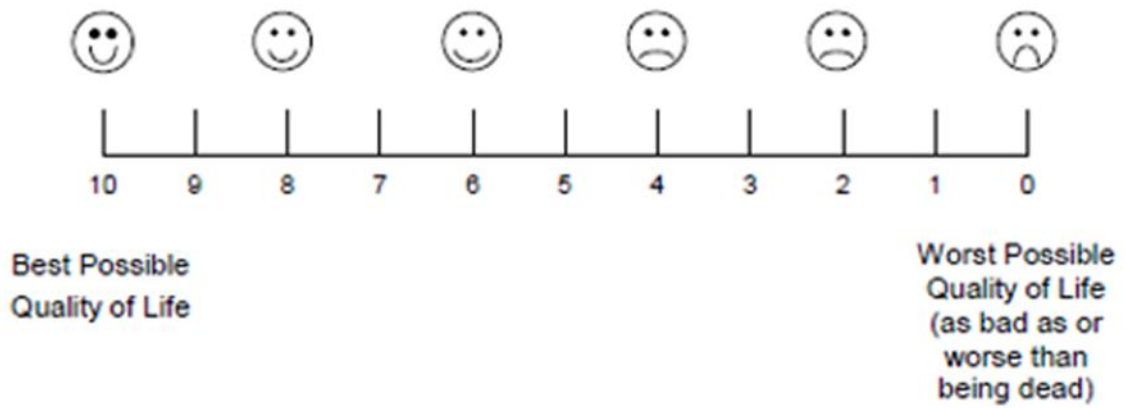 10 9 8 7 6 5 4 3 2 1 0
Best Possible
Quality of Life
Worst Possible
Quality of Life
(as bad as or
worse than
being dead)